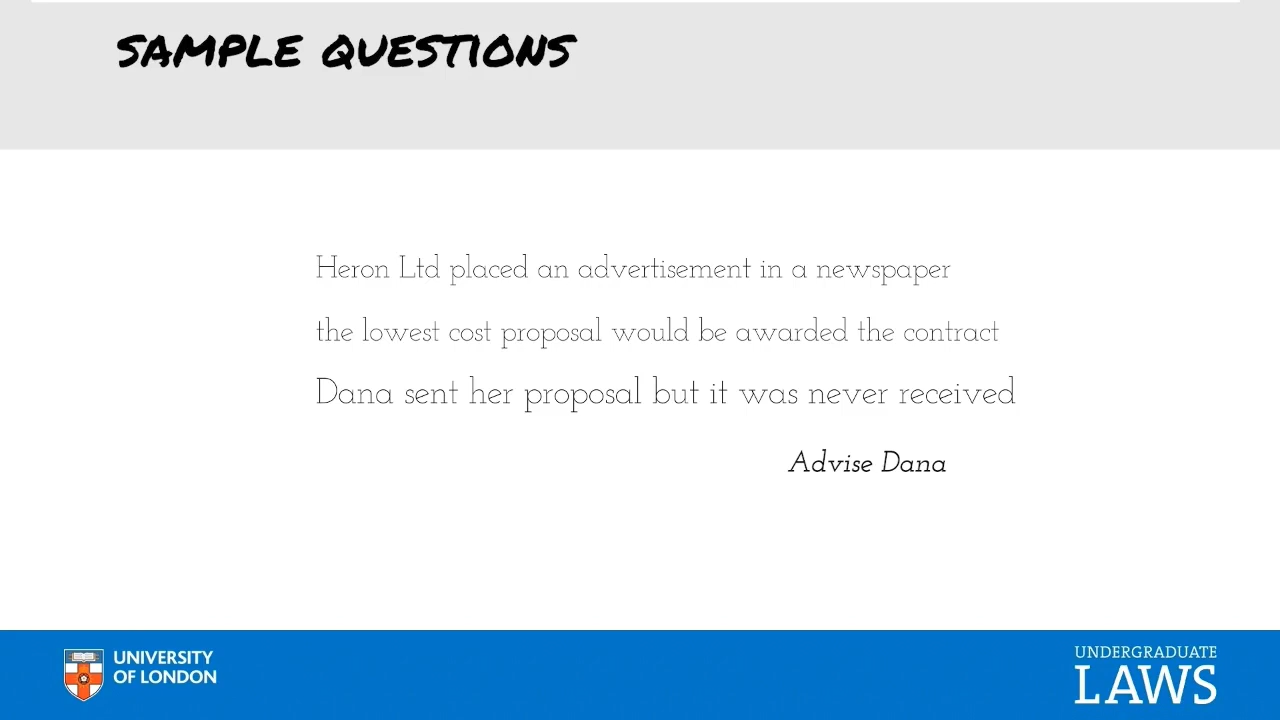 SAMPLE QUESTIONS
Heron Ltd placed an advertisement in a newspaper
the lowest cost proposal would be awarded the contract
Dana sent her proposal but it was never received
Advise Dana
UNIVERSITY
OF LONDON
UNDERGRADUATE
LAWS